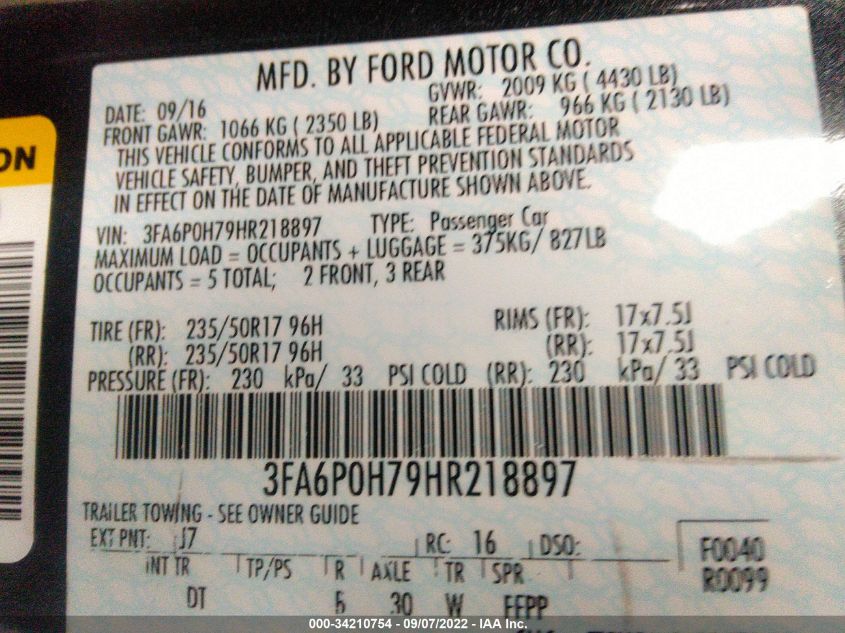 MFD. BY FORD MOTOR CO.
DATE: 09/16 GVWR: 2009 KG ( 4430 LB)
FRONT GAWR: 1066 KG ( 2350 LB) REAR GAWR: 966 KG ( 2130 LB)
THIS VEHICLE CONFORMS TO ALL APPLICABLE FEDERAL MOTOR
VEHICLE SAFETY, BUMPER, AND THEFT PREVENTION STANDARDS
IN EFFECT ON THE DATE OF MANUFACTURE SHOWN ABOVE.
VIN: 3FA6P0H79HR218897 TYPE: Passenger Car
MAXIMUM LOAD = OCCUPANTS + LUGGAGE = 375KG/ 827LB
OCCUPANTS = 5 TOTAL; 2 FRONT, 3 REAR
TIRE (FR): 235/50R17 96H RIMS (FR): 17x7.5J
(RR): 235/50R17 96H (RR): 17x7.5J
PRESSURE (FR): 230 kPa/ 33 PSI COLD (RR): 230 kPa/ 33 PSI COLD
3FA6P0H79HR218897
TRAILER TOWING - SEE OWNER GUIDE
EXT PNT: J7 RC: 16 DSO: F0040
R0099
INT TR TP/PS R AXLE TR SPR
DT 6 30 W FFPP
ON
000-34210754 - 09/07/2022 - IAA Inc.